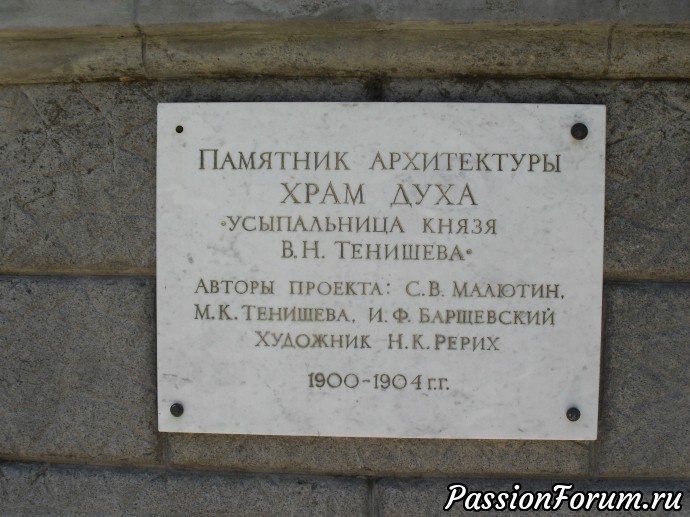 ПАМЯТНИК АРХИТЕКТУРЫ
ХРАМ ДУХА
"УСЫПАЛЬНИЦА КНЯЗЯ
В.Н. ТЕНИШЕВА"
АВТОРЫ ПРОЕКТА: С.В. МАЛЮТИН,
М.К. ТЕНИШЕВА, И.Ф. БАРЩЕВСКИЙ
ХУДОЖНИК Н.К. РЕРИХ
1900-1904 г.г.
PassionForum.ru